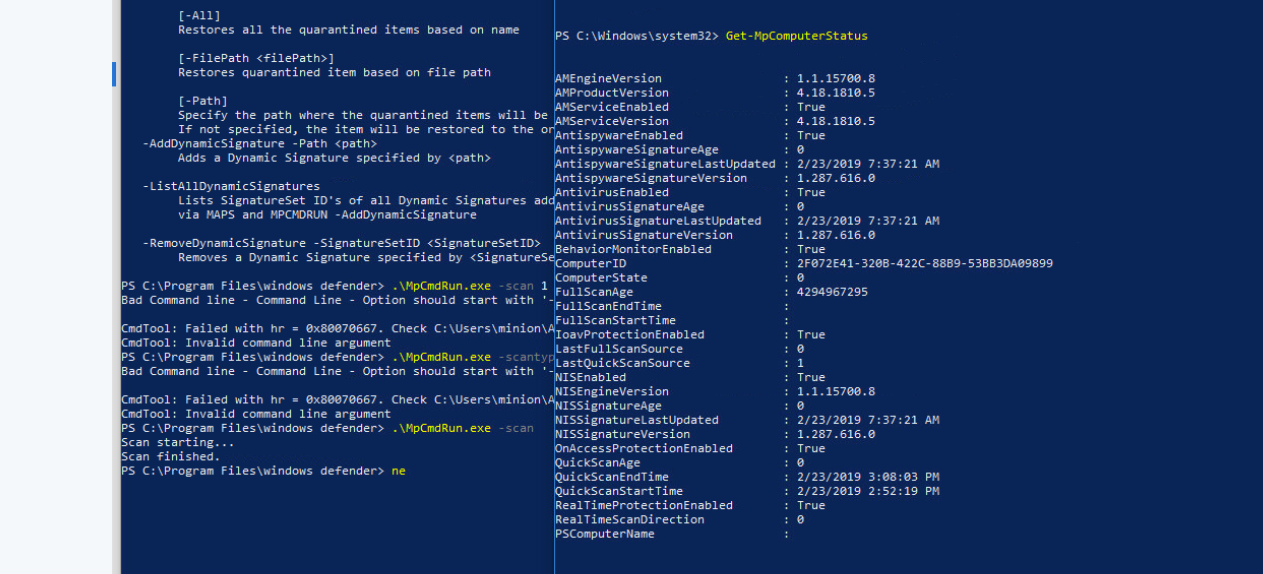 [-All]
Restores all the quarantined items based on name
[-FilePath <filePath>]
Restores quarantined item based on file path
[-Path]
Specify the path where the quarantined items will be
If not specified, the item will be restored to the or
-AddDynamicSignature -Path <path>
Adds a Dynamic Signature specified by <path>
-ListAllDynamicSignatures
Lists SignatureSet ID's of all Dynamic Signatures add
via MAPS and MPCMDRUN -AddDynamicSignature
-RemoveDynamicSignature -SignatureSetID <SignatureSetID>
Removes a Dynamic Signature specified by <SignatureSe
PS C:\Program Files\windows defender> .\MpCmdRun.exe -scan 1
Bad Command line - Command Line - Option should start with '-
CmdTool: Failed with hr = 0x80070667. Check C:\Users\minion\A
CmdTool: Invalid command line argument
PS C:\Program Files\windows defender> .\MpCmdRun.exe -scantyp
Bad Command line - Command Line - Option should start with '-
CmdTool: Failed with hr = 0x80070667. Check C:\Users\minion\A
CmdTool: Invalid command line argument
PS C:\Program Files\windows defender> .\MpCmdRun.exe -scan
Scan starting...
Scan finished.
PS C:\Program Files\windows defender> ne
PS C:\Windows\system32> Get-MpComputerStatus
AMEngineVersion : 1.1.15700.8
AMProductVersion : 4.18.1810.5
AMServiceEnabled : True
AMServiceVersion : 4.18.1810.5
AntispywareEnabled : True
AntispywareSignatureAge : 0
AntispywareSignatureLastUpdated : 2/23/2019 7:37:21 AM
AntispywareSignatureVersion : 1.287.616.0
AntivirusEnabled : True
AntivirusSignatureAge : 0
AntivirusSignatureLastUpdated : 2/23/2019 7:37:21 AM
AntivirusSignatureVersion : 1.287.616.0
BehaviorMonitorEnabled : True
ComputerID : 2F072E41-320B-422C-88B9-53BB3DA09899
ComputerState : 0
FullScanAge : 4294967295
FullScanEndTime :
FullScanStartTime :
IoavProtectionEnabled : True
LastFullScanSource : 0
LastQuickScanSource : 1
NISEnabled : True
NISEngineVersion : 1.1.15700.8
NISSignatureAge : 0
NISSignatureLastUpdated : 2/23/2019 7:37:21 AM
NISSignatureVersion : 1.287.616.0
OnAccessProtectionEnabled : True
QuickScanAge : 0
QuickScanEndTime : 2/23/2019 3:08:03 PM
QuickScanStartTime : 2/23/2019 2:52:19 PM
RealTimeProtectionEnabled : True
RealTimeScanDirection : 0
PSComputerName :